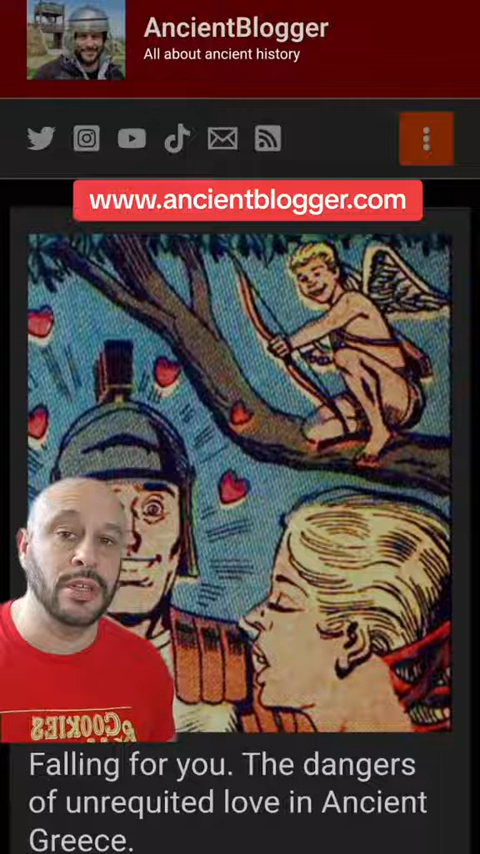 AncientBlogger
All about ancient history
www.ancientblogger.com
COOKIES
Falling for you. The dangers
of unrequited love in Ancient
Greece.